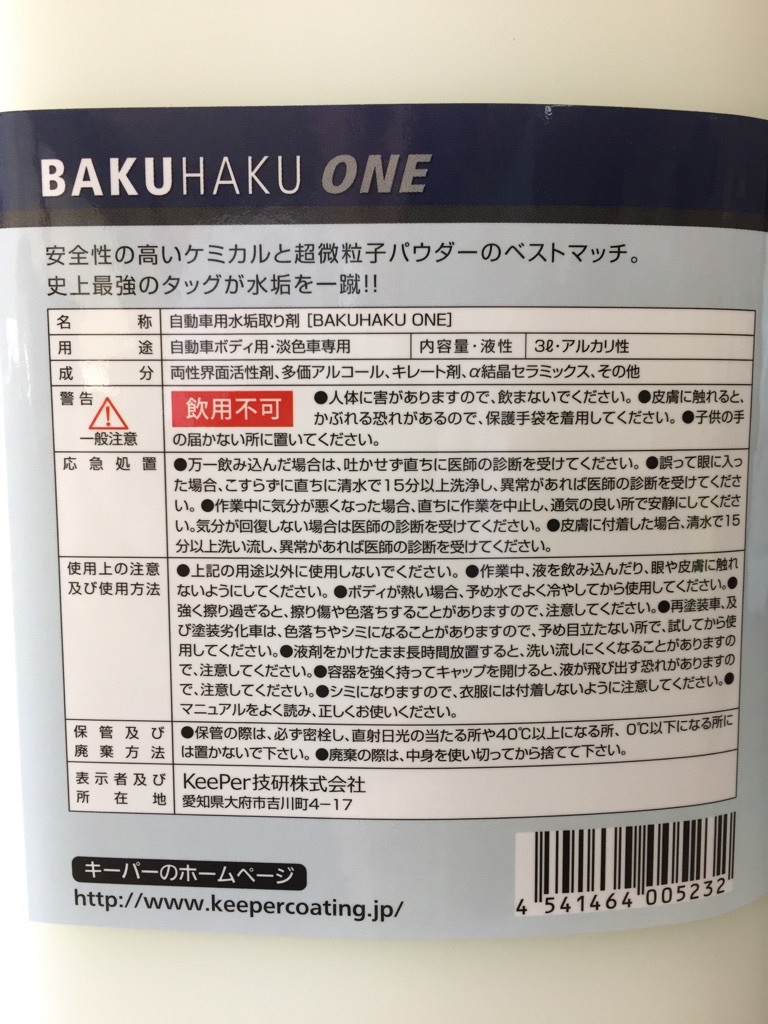 BAKUHAKU ONE
安全性の高いケミカルと超微粒子パウダーのベストマッチ。
史上最強のタッグが水垢を一蹴!!
名称 自動車用水垢取り剤 [BAKUHAKU ONE]
用途 自動車ボディ用・淡色車専用 内容量・液性 3ℓ・アルカリ性
成分 両性界面活性剤、多価アルコール、キレート剤、α結晶セラミックス、その他
警告 飲用不可 ●人体に害がありますので、飲まないでください。●皮膚に触れると、
一般注意 かぶれる恐れがあるので、保護手袋を着用してください。●子供の手
の届かない所に置いてください。
応急処置 ●万一飲み込んだ場合は、吐かせず直ちに医師の診断を受けてください。●誤って眼に入っ
た場合、こすらずに直ちに清水で15分以上洗浄し、異常があれば医師の診断を受けてくださ
い。●作業中に気分が悪くなった場合、直ちに作業を中止し、通気の良い所で安静にしてくださ
い。気分が回復しない場合は医師の診断を受けてください。●皮膚に付着した場合、清水で15
分以上洗い流し、異常があれば医師の診断を受けてください。
使用上の注意 ●上記の用途以外に使用しないでください。●作業中、液を飲み込んだり、眼や皮膚に触れ
及び使用方法 ないようにしてください。●ボディが熱い場合、予め水でよく冷やしてから使用してください。●
強く擦り過ぎると、擦り傷や色落ちすることがありますので、注意してください。●再塗装車、及
び塗装劣化車は、色落ちやシミになることがありますので、予め目立たない所で、試してから使
用してください。●液剤をかけたまま長時間放置すると、洗い流しにくくなることがありますの
で、注意してください。●容器を強く持ってキャップを開けると、液が飛び出す恐れがありますの
で、注意してください。●シミになりますので、衣服には付着しないように注意してください。●
マニュアルをよく読み、正しくお使いください。
保管及び ●保管の際は、必ず密栓し、直射日光の当たる所や40℃以上になる所、0℃以下になる所に
廃棄方法 は置かないで下さい。●廃棄の際は、中身を使い切ってから捨てて下さい。
表示者及び KeePer技研株式会社
所在地 愛知県大府市吉川町4−17
キーパーのホームページ
http://www.keepercoating.jp/
4 541464 005232